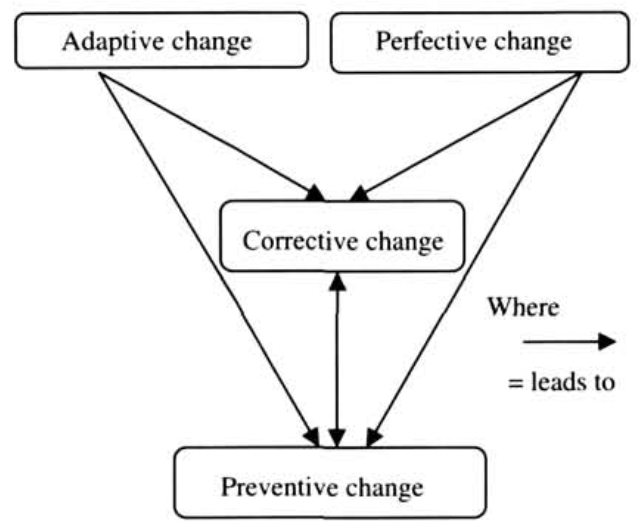 Adaptive change
Perfective change
Corrective change
Where
= leads to
Preventive change